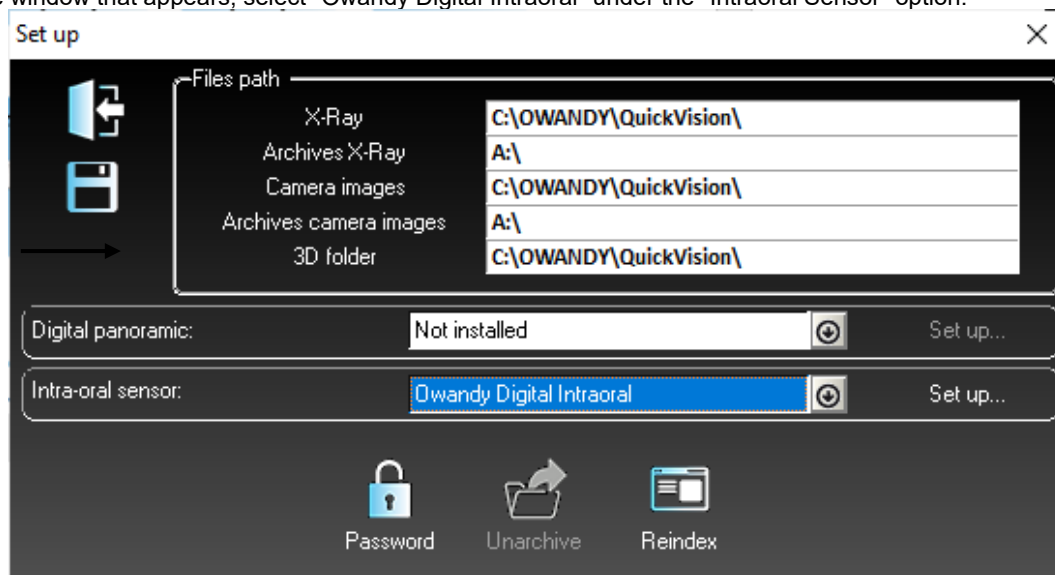 window that appears, select "Owandy Digital Intraoral" under the "Intraoral Sensor" option.
Set up
Files path
X-Ray C:\OWANDY\QuickVision\
Archives X-Ray A:\
Camera images C:\OWANDY\QuickVision\
Archives camera images A:\
3D folder C:\OWANDY\QuickVision\
Digital panoramic: Not installed Set up...
Intra-oral sensor: Owandy Digital Intraoral Set up...
Password Unarchive Reindex